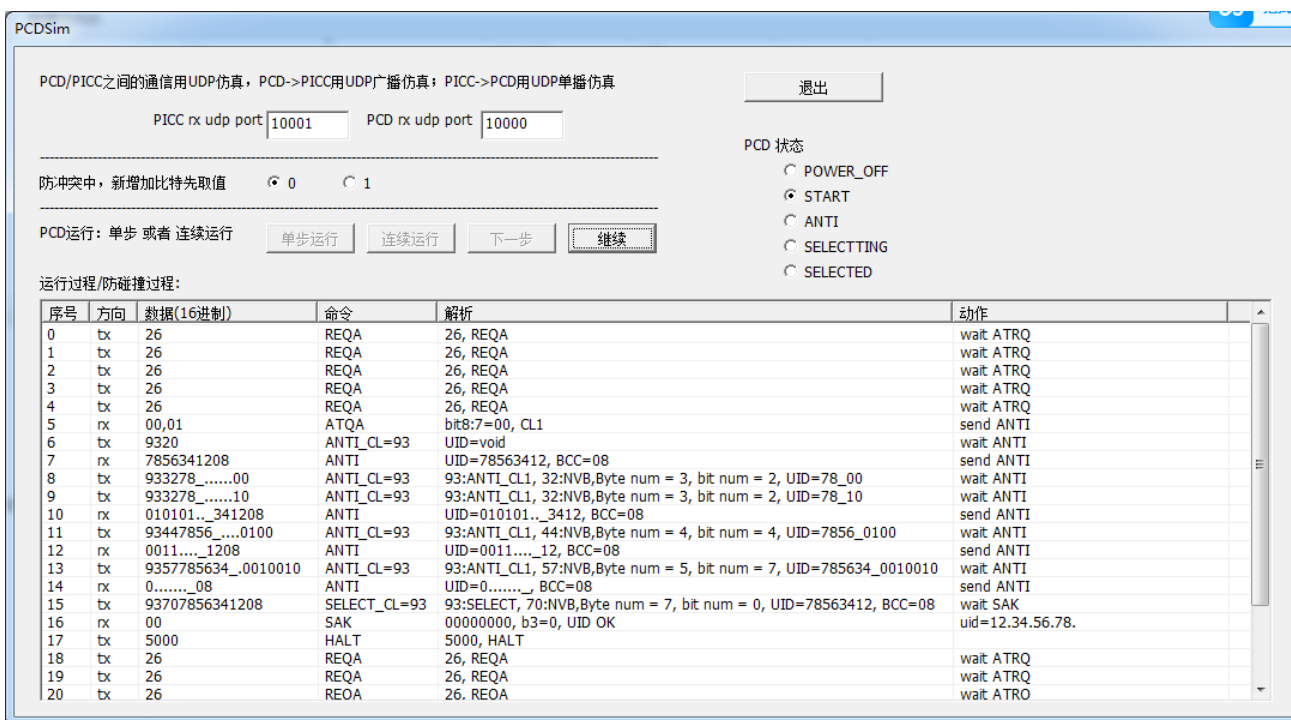 PCDSim
PCD/PICC之间的通信用UDP仿真，PCD->PICC用UDP广播仿真；PICC->PCD用UDP单播仿真
退出
PICC rx udp port 10001 PCD rx udp port 10000
PCD 状态
POWER_OFF
防冲突中，新增加比特先取值 0 1
START
ANTI
PCD运行：单步 或者 连续运行 单步运行 连续运行 下一步 继续
SELECTTING
SELECTED
运行过程/防碰撞过程：
序号 方向 数据(16进制) 命令 解析 动作
0 tx 26 REQA 26, REQA wait ATRQ
1 tx 26 REQA 26, REQA wait ATRQ
2 tx 26 REQA 26, REQA wait ATRQ
3 tx 26 REQA 26, REQA wait ATRQ
4 tx 26 REQA 26, REQA wait ATRQ
5 rx 00,01 ATQA bit8:7=00, CL1 send ANTI
6 tx 9320 ANTI_CL=93 UID=void wait ANTI
7 rx 7856341208 ANTI UID=78563412, BCC=08 send ANTI
8 tx 933278_......00 ANTI_CL=93 93:ANTI_CL1, 32:NVB,Byte num = 3, bit num = 2, UID=78_00 wait ANTI
9 tx 933278_......10 ANTI_CL=93 93:ANTI_CL1, 32:NVB,Byte num = 3, bit num = 2, UID=78_10 wait ANTI
10 rx 010101.._341208 ANTI UID=010101.._3412, BCC=08 send ANTI
11 tx 93447856_....0100 ANTI_CL=93 93:ANTI_CL1, 44:NVB,Byte num = 4, bit num = 4, UID=7856_0100 wait ANTI
12 rx 0011...._1208 ANTI UID=0011...._12, BCC=08 send ANTI
13 tx 9357785634_.0010010 ANTI_CL=93 93:ANTI_CL1, 57:NVB,Byte num = 5, bit num = 7, UID=785634_0010010 wait ANTI
14 rx 0......._08 ANTI UID=0......._, BCC=08 send ANTI
15 tx 93707856341208 SELECT_CL=93 93:SELECT, 70:NVB,Byte num = 7, bit num = 0, UID=78563412, BCC=08 wait SAK
16 rx 00 SAK 00000000, b3=0, UID OK uid=12.34.56.78.
17 tx 5000 HALT 5000, HALT
18 tx 26 REQA 26, REQA wait ATRQ
19 tx 26 REQA 26, REQA wait ATRQ
20 tx 26 REQA 26, REQA wait ATRQ